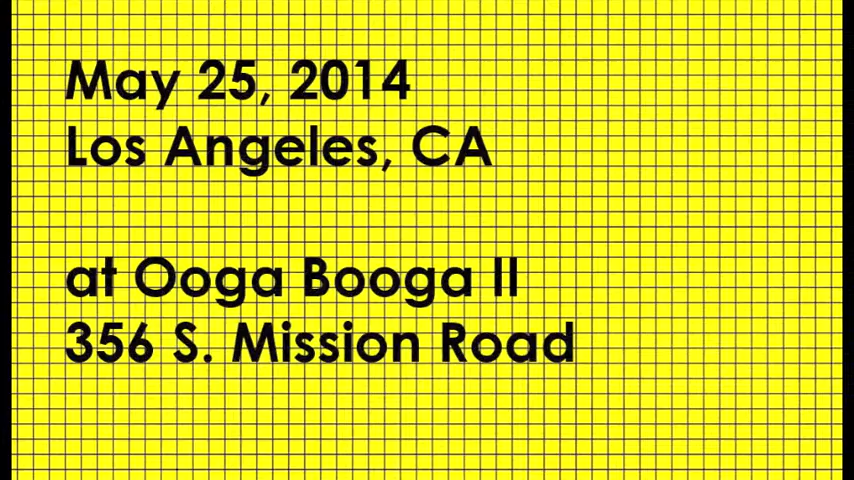 May 25, 2014
Los Angeles, CA
at Ooga Booga II
356 S. Mission Road